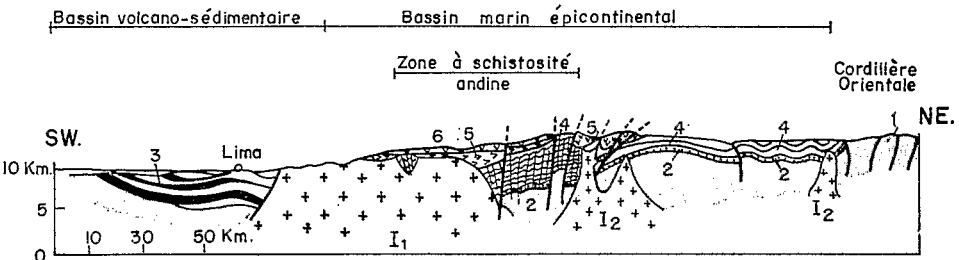 Bassin volcano-sédimentaire Bassin marin épicontinental
Zone à schistosité
andine
Cordillère
Orientale
SW. 6 5 4 5 4 4 1 NE.
3 Lima
10 Km. 2 2
5 2 I2 I2
10 30 50 Km. I1
0